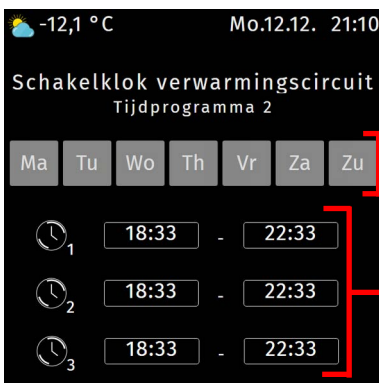 -12,1 °C Mo.12.12. 21:10
Schakelklok verwarmingscircuit
Tijdprogramma 2
Ma Tu Wo Th Vr Za Zu
1 18:33 - 22:33
2 18:33 - 22:33
3 18:33 - 22:33